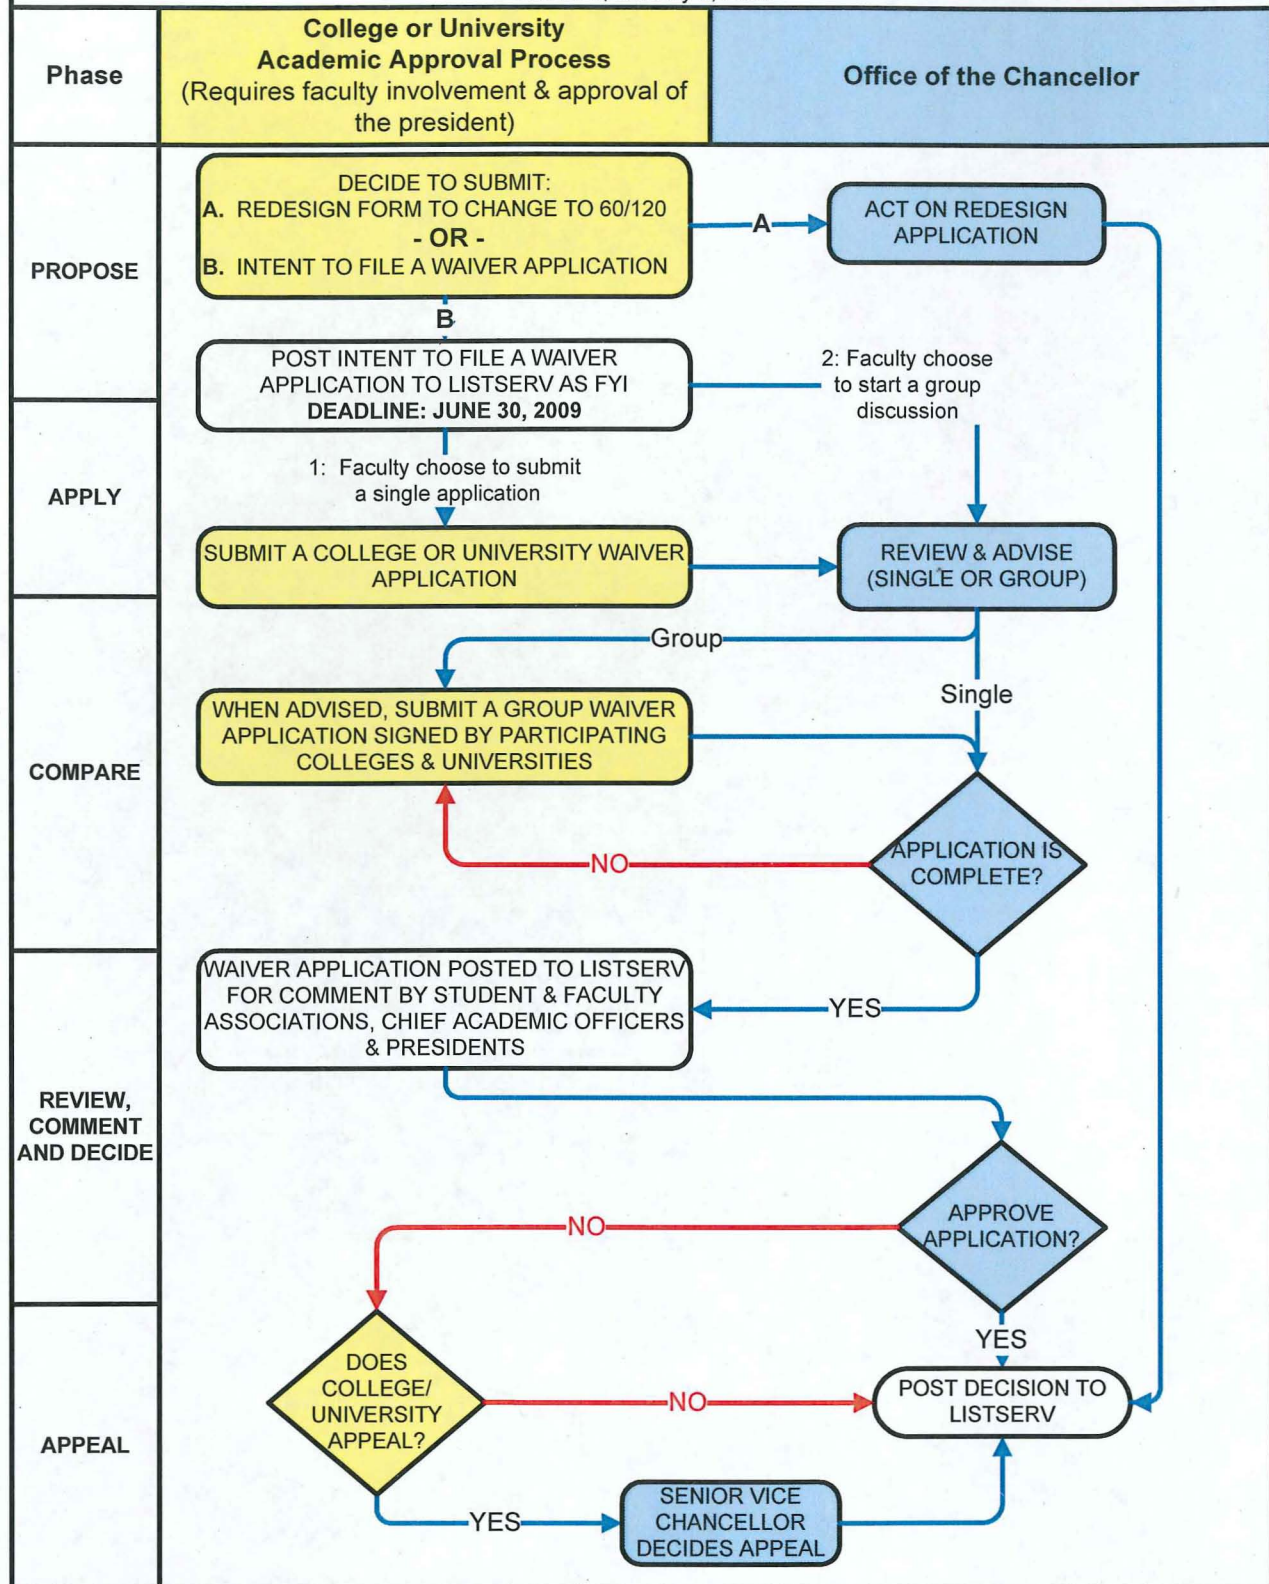 College or University
Academic Approval Process
(Requires faculty involvement & approval of
the president)
Phase
Office of the Chancellor
PROPOSE
DECIDE TO SUBMIT:
A. REDESIGN FORM TO CHANGE TO 60/120
- OR -
B. INTENT TO FILE A WAIVER APPLICATION
A
ACT ON REDESIGN
APPLICATION
B
POST INTENT TO FILE A WAIVER
APPLICATION TO LISTSERV AS FYI
DEADLINE: JUNE 30, 2009
2: Faculty choose
to start a group
discussion
APPLY
1: Faculty choose to submit
a single application
SUBMIT A COLLEGE OR UNIVERSITY WAIVER
APPLICATION
REVIEW & ADVISE
(SINGLE OR GROUP)
Group
Single
COMPARE
WHEN ADVISED, SUBMIT A GROUP WAIVER
APPLICATION SIGNED BY PARTICIPATING
COLLEGES & UNIVERSITIES
APPLICATION IS
COMPLETE?
NO
YES
WAIVER APPLICATION POSTED TO LISTSERV
FOR COMMENT BY STUDENT & FACULTY
ASSOCIATIONS, CHIEF ACADEMIC OFFICERS
& PRESIDENTS
REVIEW,
COMMENT
AND DECIDE
APPROVE
APPLICATION?
NO
YES
APPEAL
DOES
COLLEGE/
UNIVERSITY
APPEAL?
NO
POST DECISION TO
LISTSERV
YES
SENIOR VICE
CHANCELLOR
DECIDES APPEAL